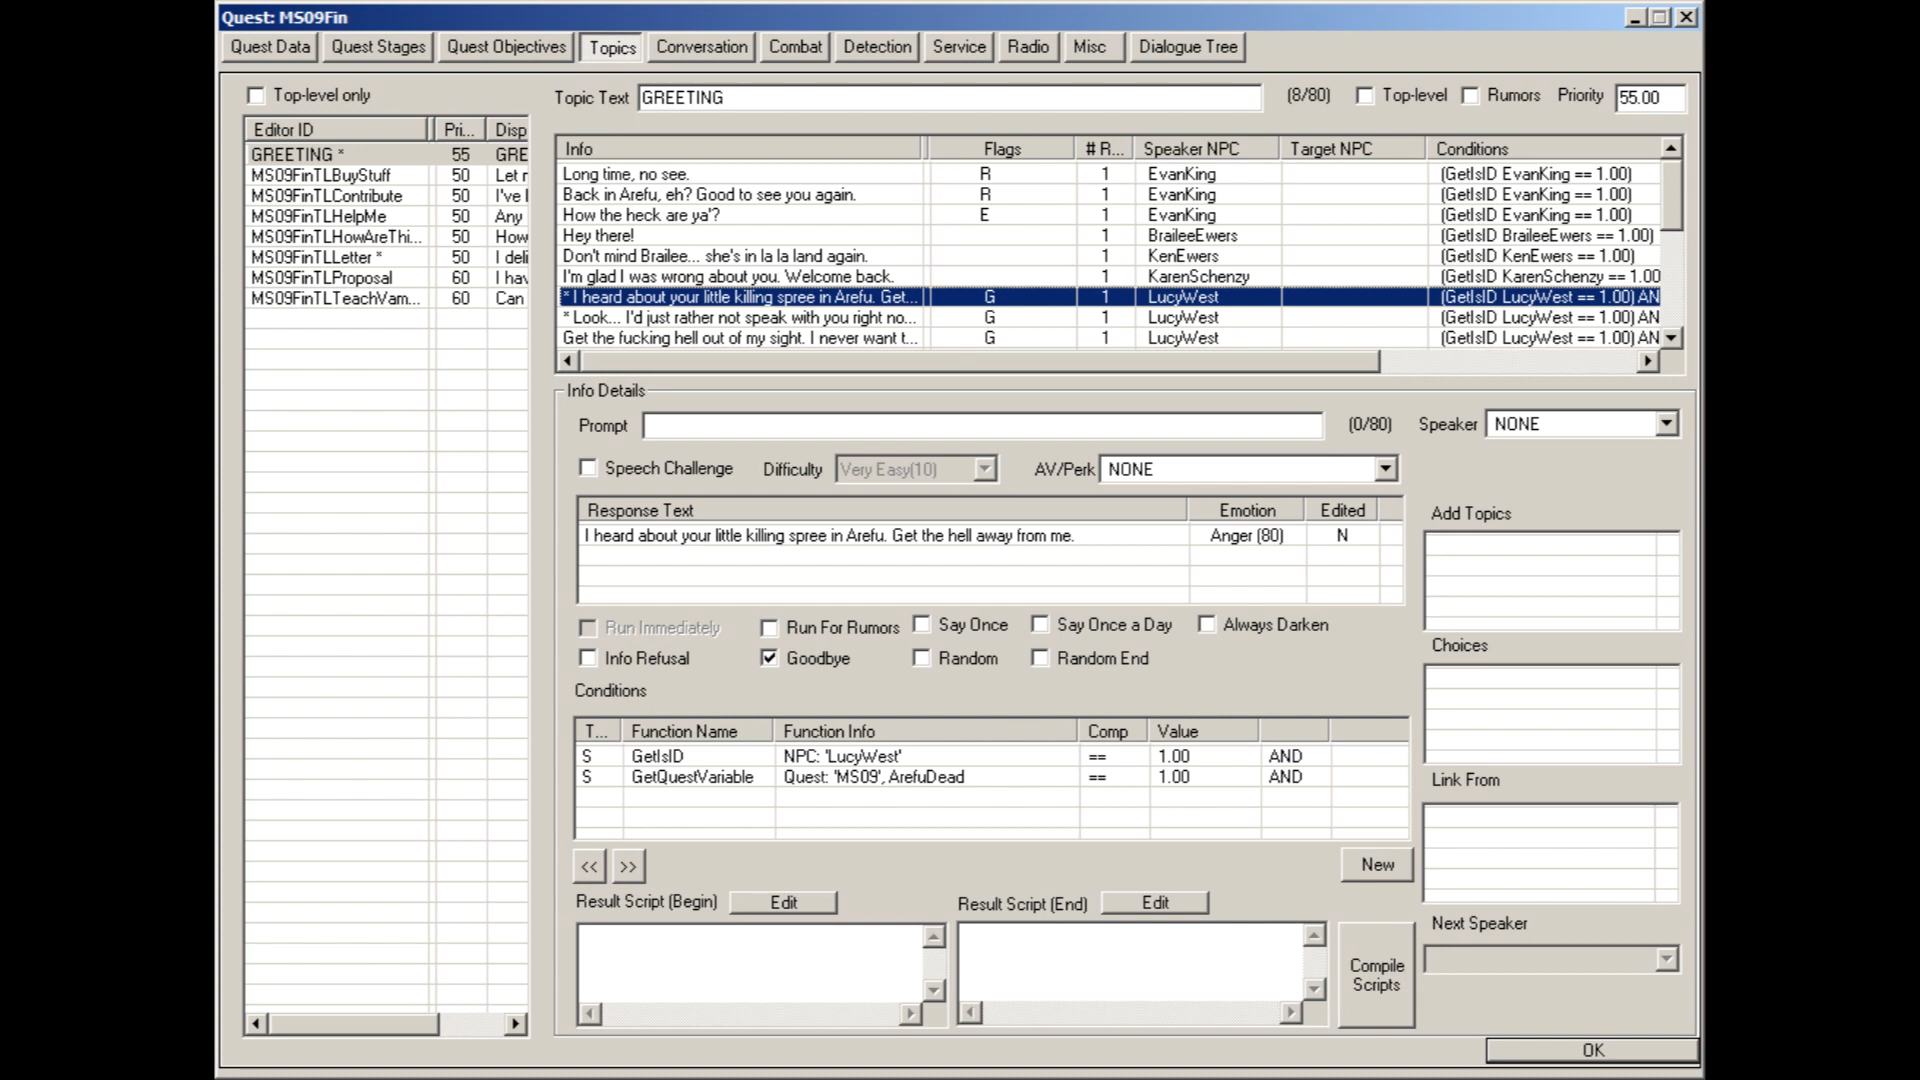 Quest: MS09Fin
Quest Data Quest Stages Quest Objectives Topics Conversation Combat Detection Service Radio Misc Dialogue Tree
Top-level only
Editor ID Pri... Disp
GREETING * 55 GRE
MS09FinTLBuyStuff 50 Let r
MS09FinTLContribute 50 I've l
MS09FinTLHelpMe 50 Any
MS09FinTLHowAreThi... 50 How
MS09FinTLLetter * 50 I deli
MS09FinTLProposal 60 I hav
MS09FinTLTeachVam... 60 Can
Topic Text GREETING (8/80) Top-level Rumors Priority 55.00
Info Flags # R... Speaker NPC Target NPC Conditions
Long time, no see. R 1 EvanKing (GetIsID EvanKing == 1.00)
Back in Arefu, eh? Good to see you again. R 1 EvanKing (GetIsID EvanKing == 1.00)
How the heck are ya'? E 1 EvanKing (GetIsID EvanKing == 1.00)
Hey there! 1 BraileeEwers (GetIsID BraileeEwers == 1.00)
Don't mind Brailee... she's in la la land again. 1 KenEwers (GetIsID KenEwers == 1.00)
I'm glad I was wrong about you. Welcome back. 1 KarenSchenzy (GetIsID KarenSchenzy == 1.00
* I heard about your little killing spree in Arefu. Get... G 1 LucyWest (GetIsID LucyWest == 1.00) AN
* Look... I'd just rather not speak with you right no... G 1 LucyWest (GetIsID LucyWest == 1.00) AN
Get the fucking hell out of my sight. I never want t... G 1 LucyWest (GetIsID LucyWest == 1.00) AN
Info Details
Prompt (0/80) Speaker NONE
Speech Challenge Difficulty Very Easy(10) AV/Perk NONE
Response Text Emotion Edited
I heard about your little killing spree in Arefu. Get the hell away from me. Anger (80) N
Run Immediately Run For Rumors Say Once Say Once a Day Always Darken
Info Refusal Goodbye Random Random End
Conditions
T... Function Name Function Info Comp Value
S GetIsID NPC: 'LucyWest' == 1.00 AND
S GetQuestVariable Quest: 'MS09', ArefuDead == 1.00 AND
<< >> New
Result Script (Begin) Edit Result Script (End) Edit
Compile
Scripts
Add Topics
Choices
Link From
Next Speaker
OK